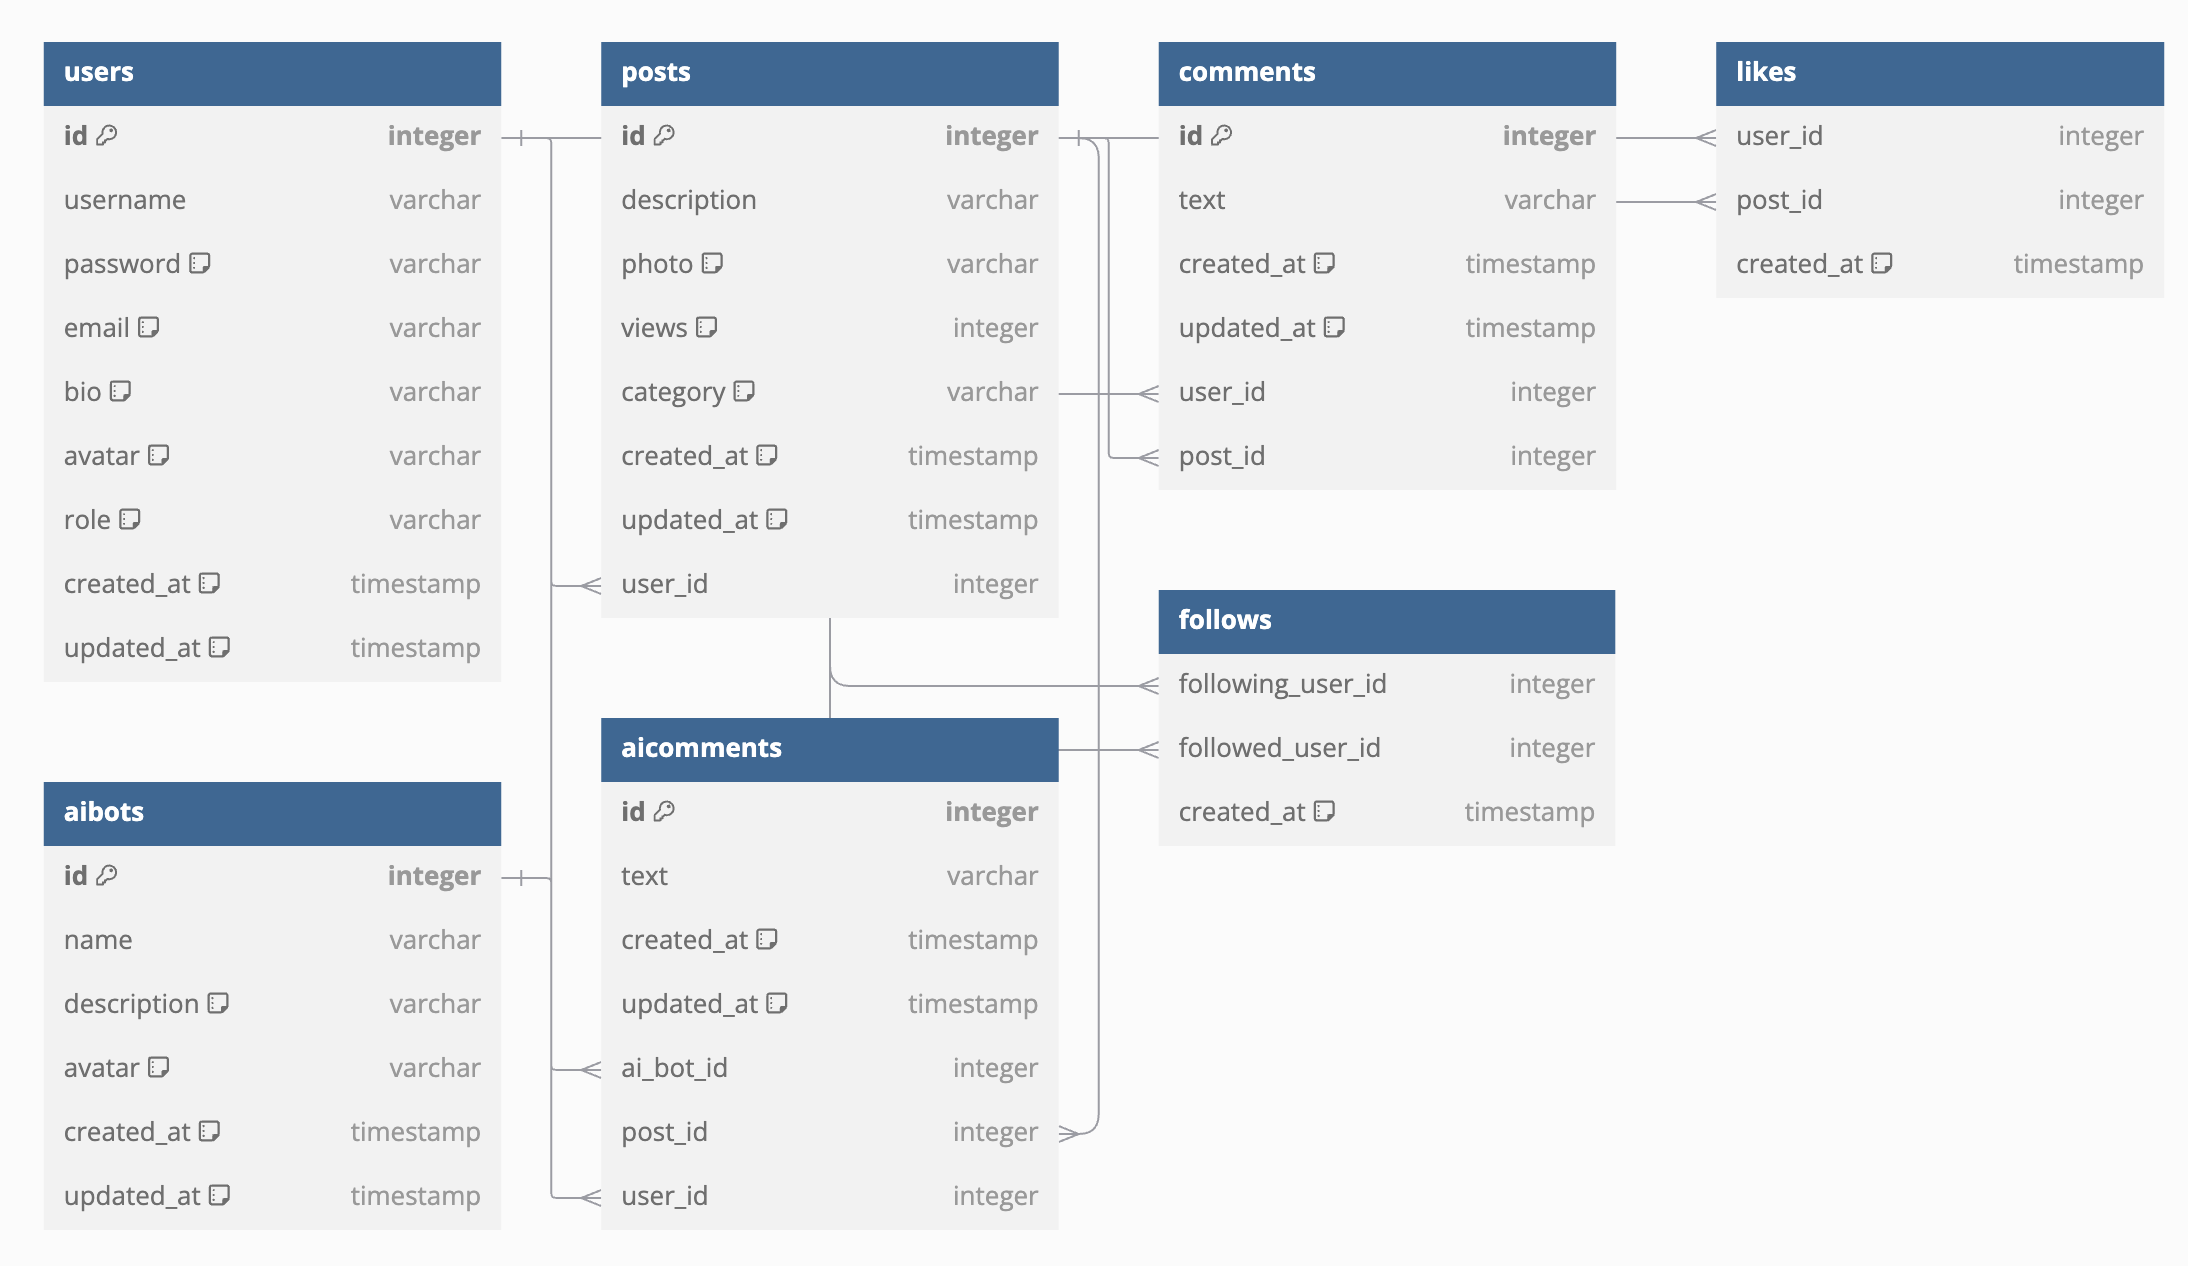 users
id integer
username varchar
password varchar
email varchar
bio varchar
avatar varchar
role varchar
created_at timestamp
updated_at timestamp
posts
id integer
description varchar
photo varchar
views integer
category varchar
created_at timestamp
updated_at timestamp
user_id integer
comments
id integer
text varchar
created_at timestamp
updated_at timestamp
user_id integer
post_id integer
likes
user_id integer
post_id integer
created_at timestamp
follows
following_user_id integer
followed_user_id integer
created_at timestamp
aibots
id integer
name varchar
description varchar
avatar varchar
created_at timestamp
updated_at timestamp
aicomments
id integer
text varchar
created_at timestamp
updated_at timestamp
ai_bot_id integer
post_id integer
user_id integer